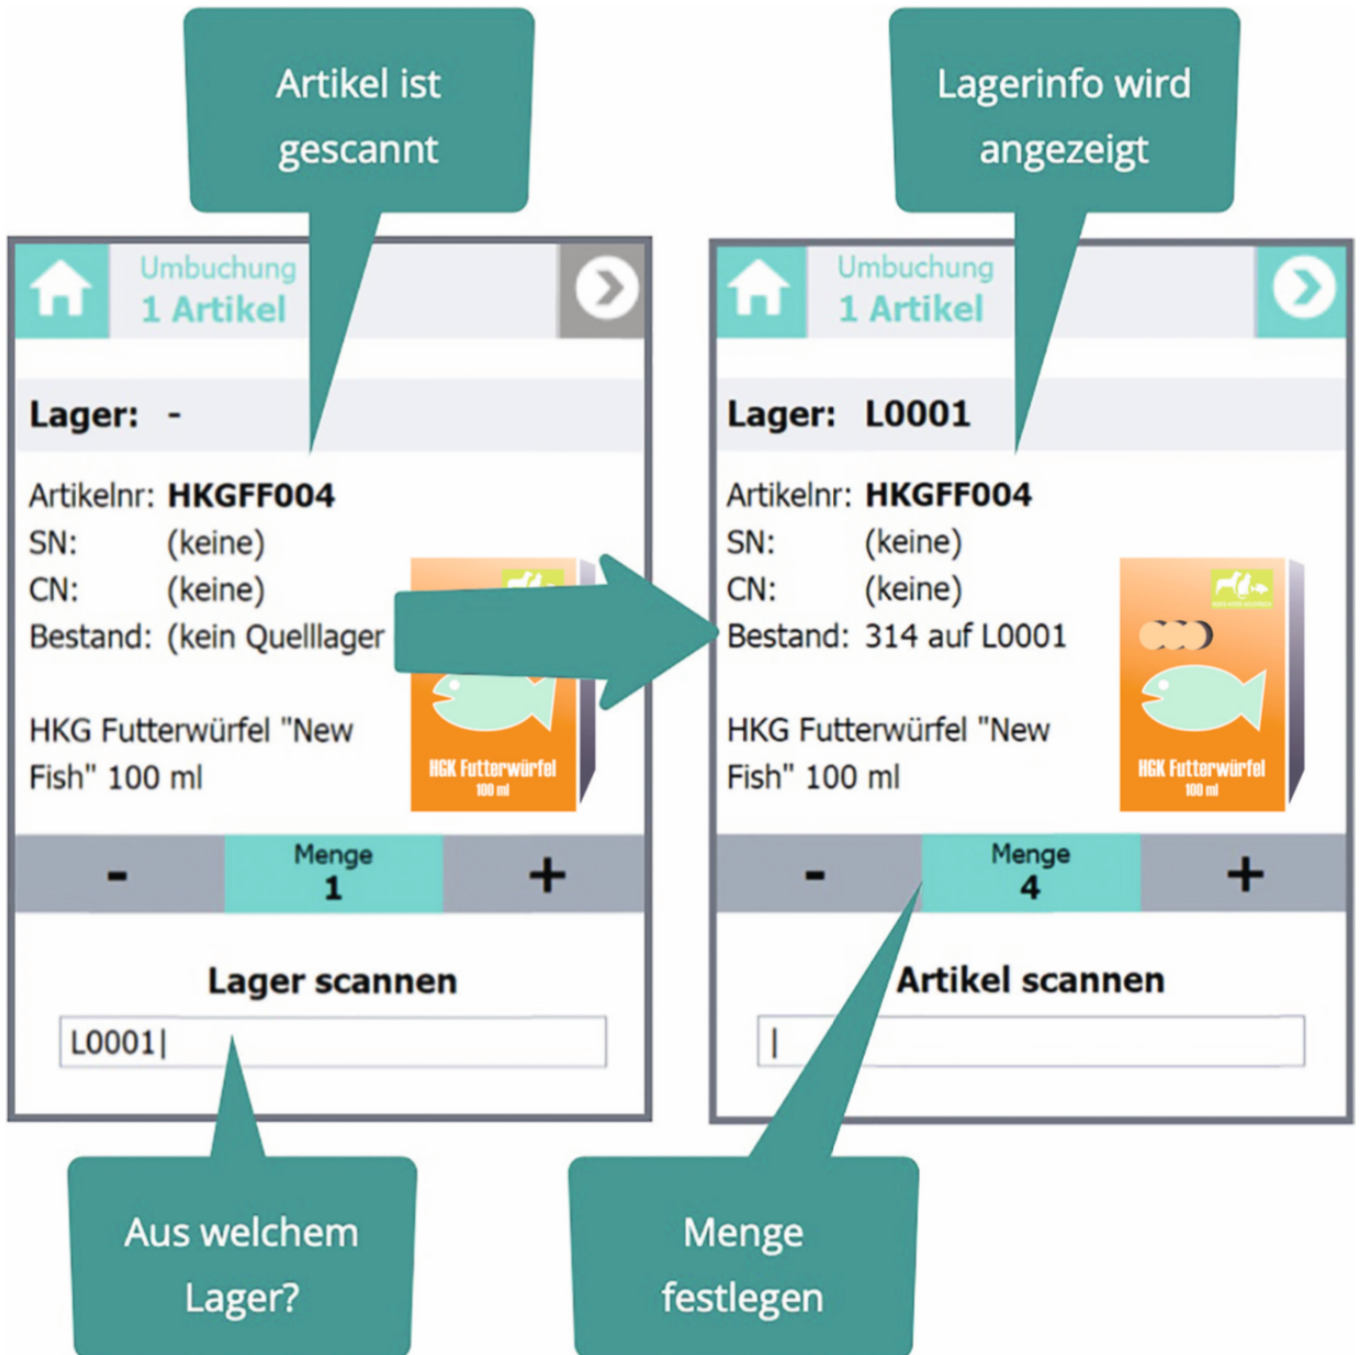 Artikel ist
gescannt
Lagerinfo wird
angezeigt
Umbuchung
1 Artikel
Lager: -
Artikelnr: HKGFF004
SN: (keine)
CN: (keine)
Bestand: (kein Quelllager
HKG Futterwürfel "New
Fish" 100 ml
HGK Futterwürfel
100 ml
- Menge +
1
Lager scannen
L0001
Aus welchem
Lager?
Umbuchung
1 Artikel
Lager: L0001
Artikelnr: HKGFF004
SN: (keine)
CN: (keine)
Bestand: 314 auf L0001
HKG Futterwürfel "New
Fish" 100 ml
HGK Futterwürfel
100 ml
- Menge +
4
Artikel scannen
Menge
festlegen